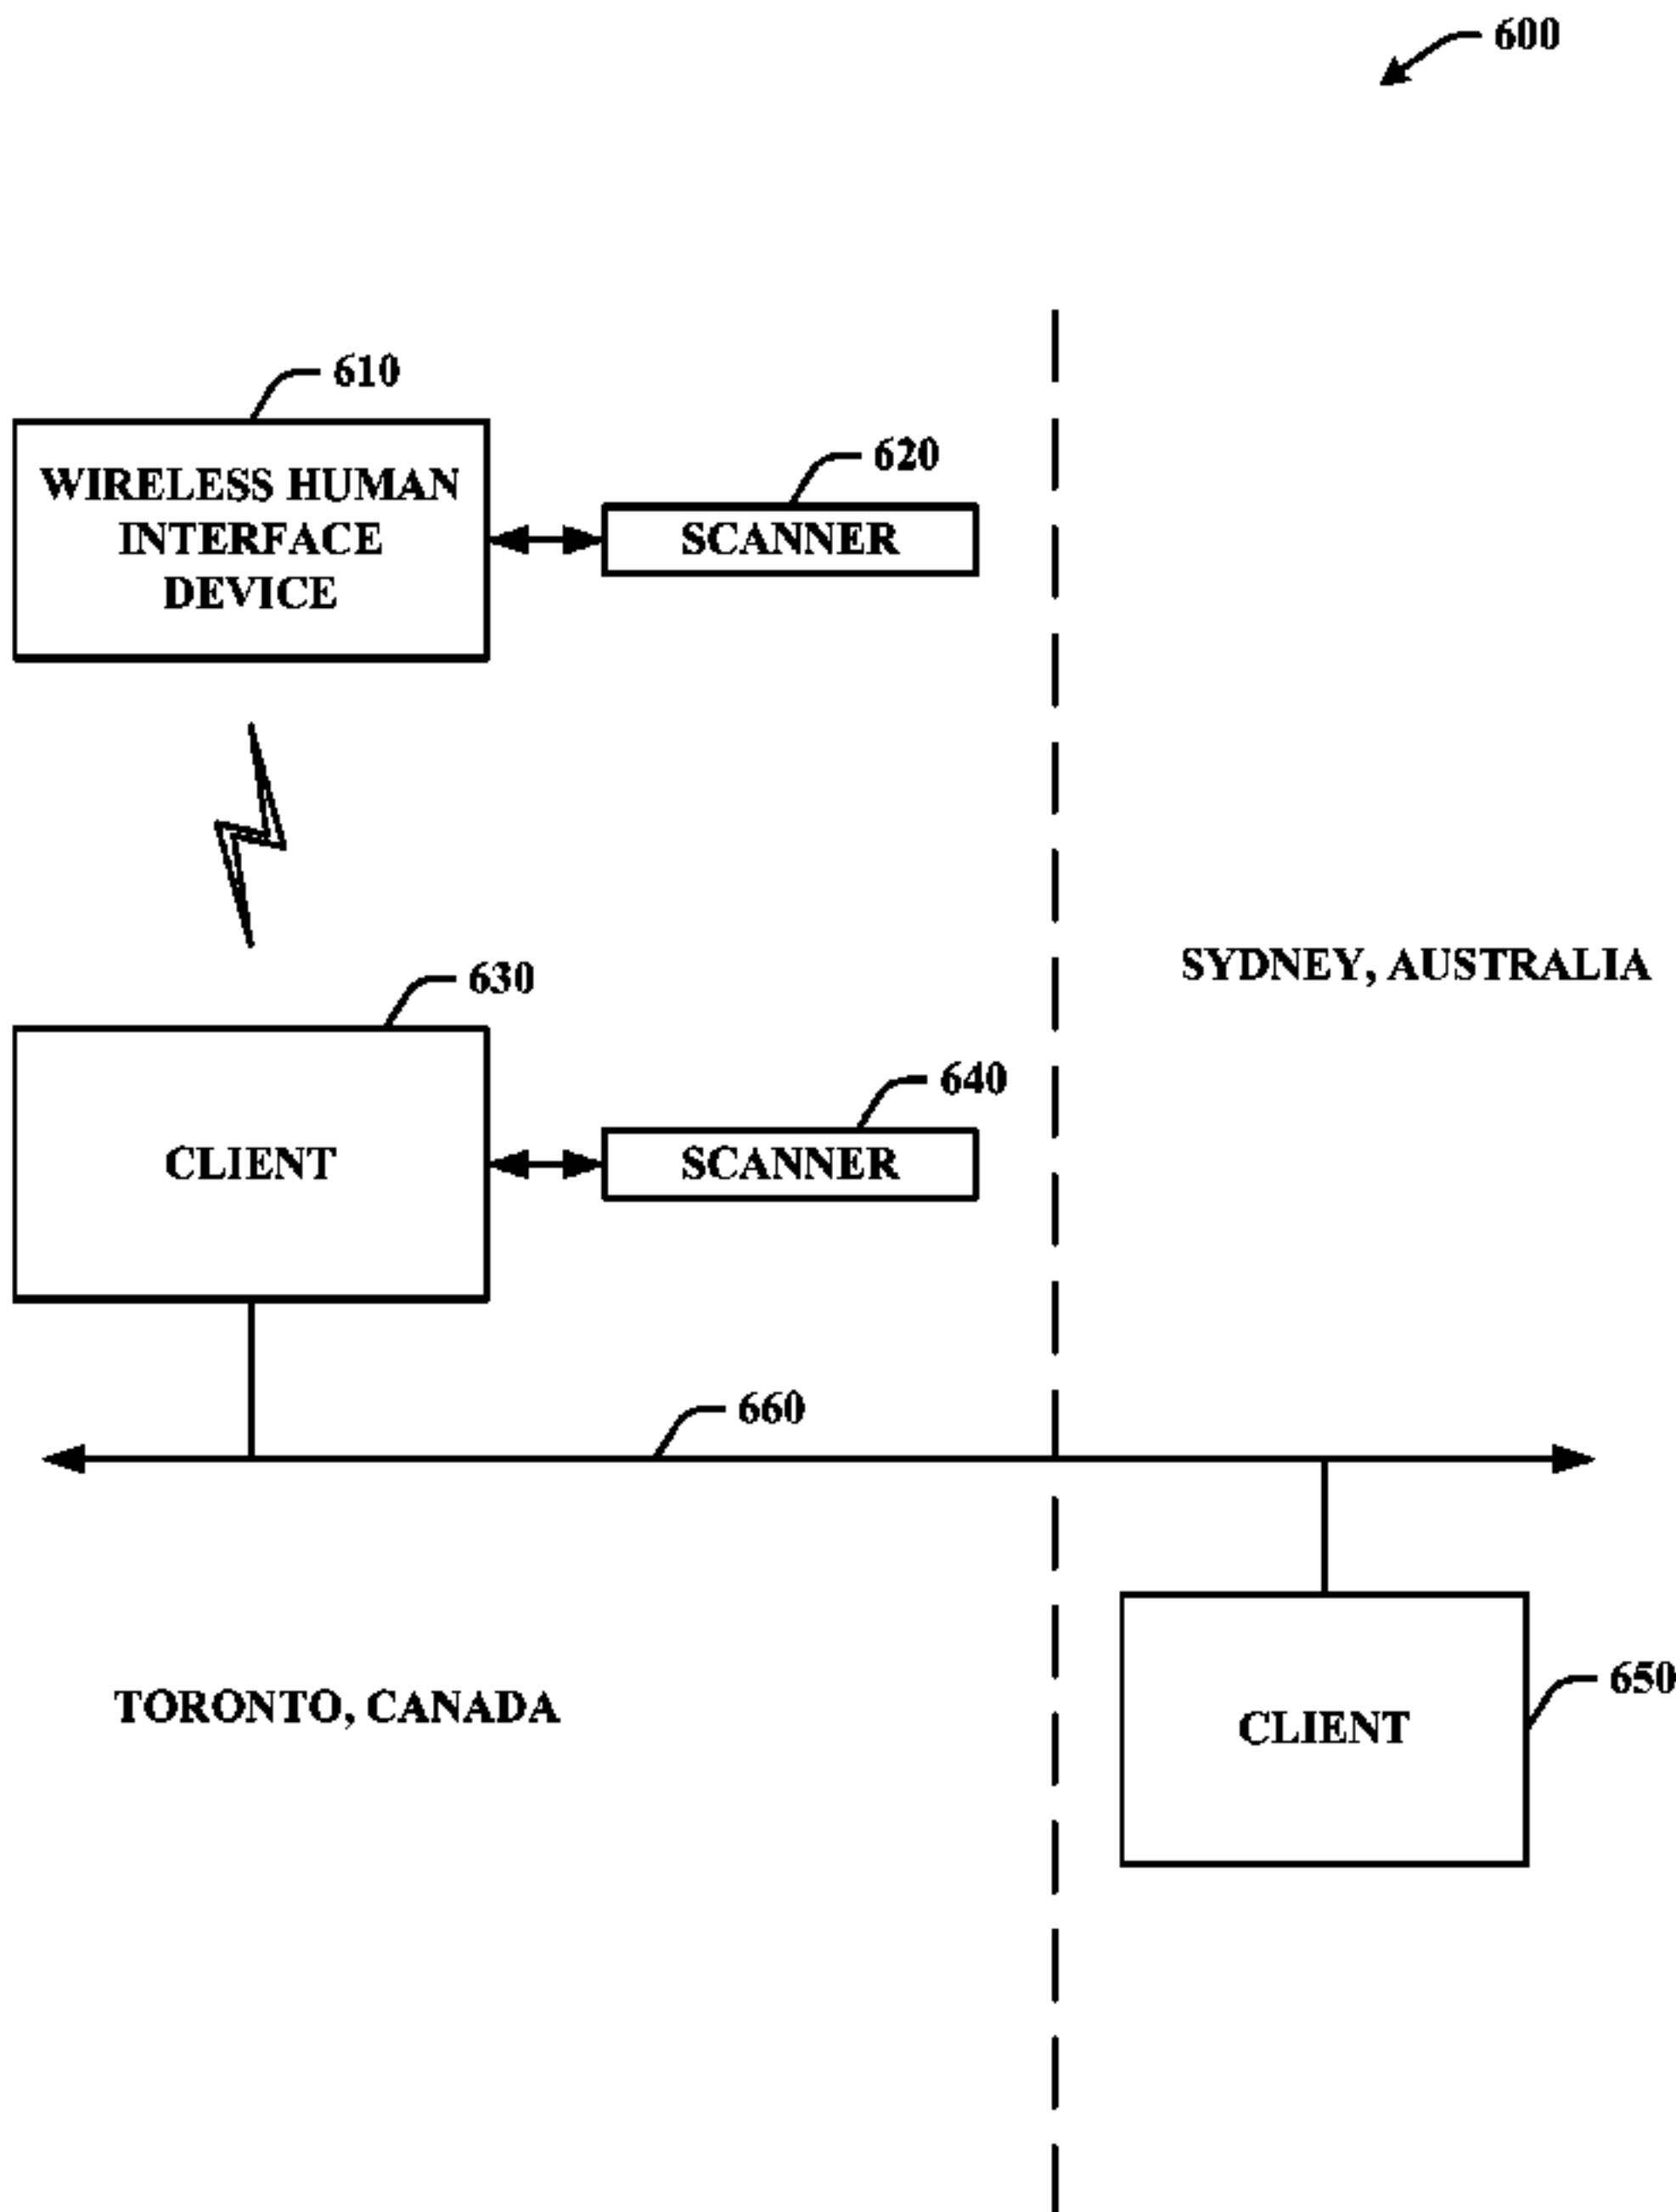 600
610
WIRELESS HUMAN
INTERFACE
DEVICE
620
SCANNER
SYDNEY, AUSTRALIA
630
CLIENT
640
SCANNER
660
TORONTO, CANADA
650
CLIENT